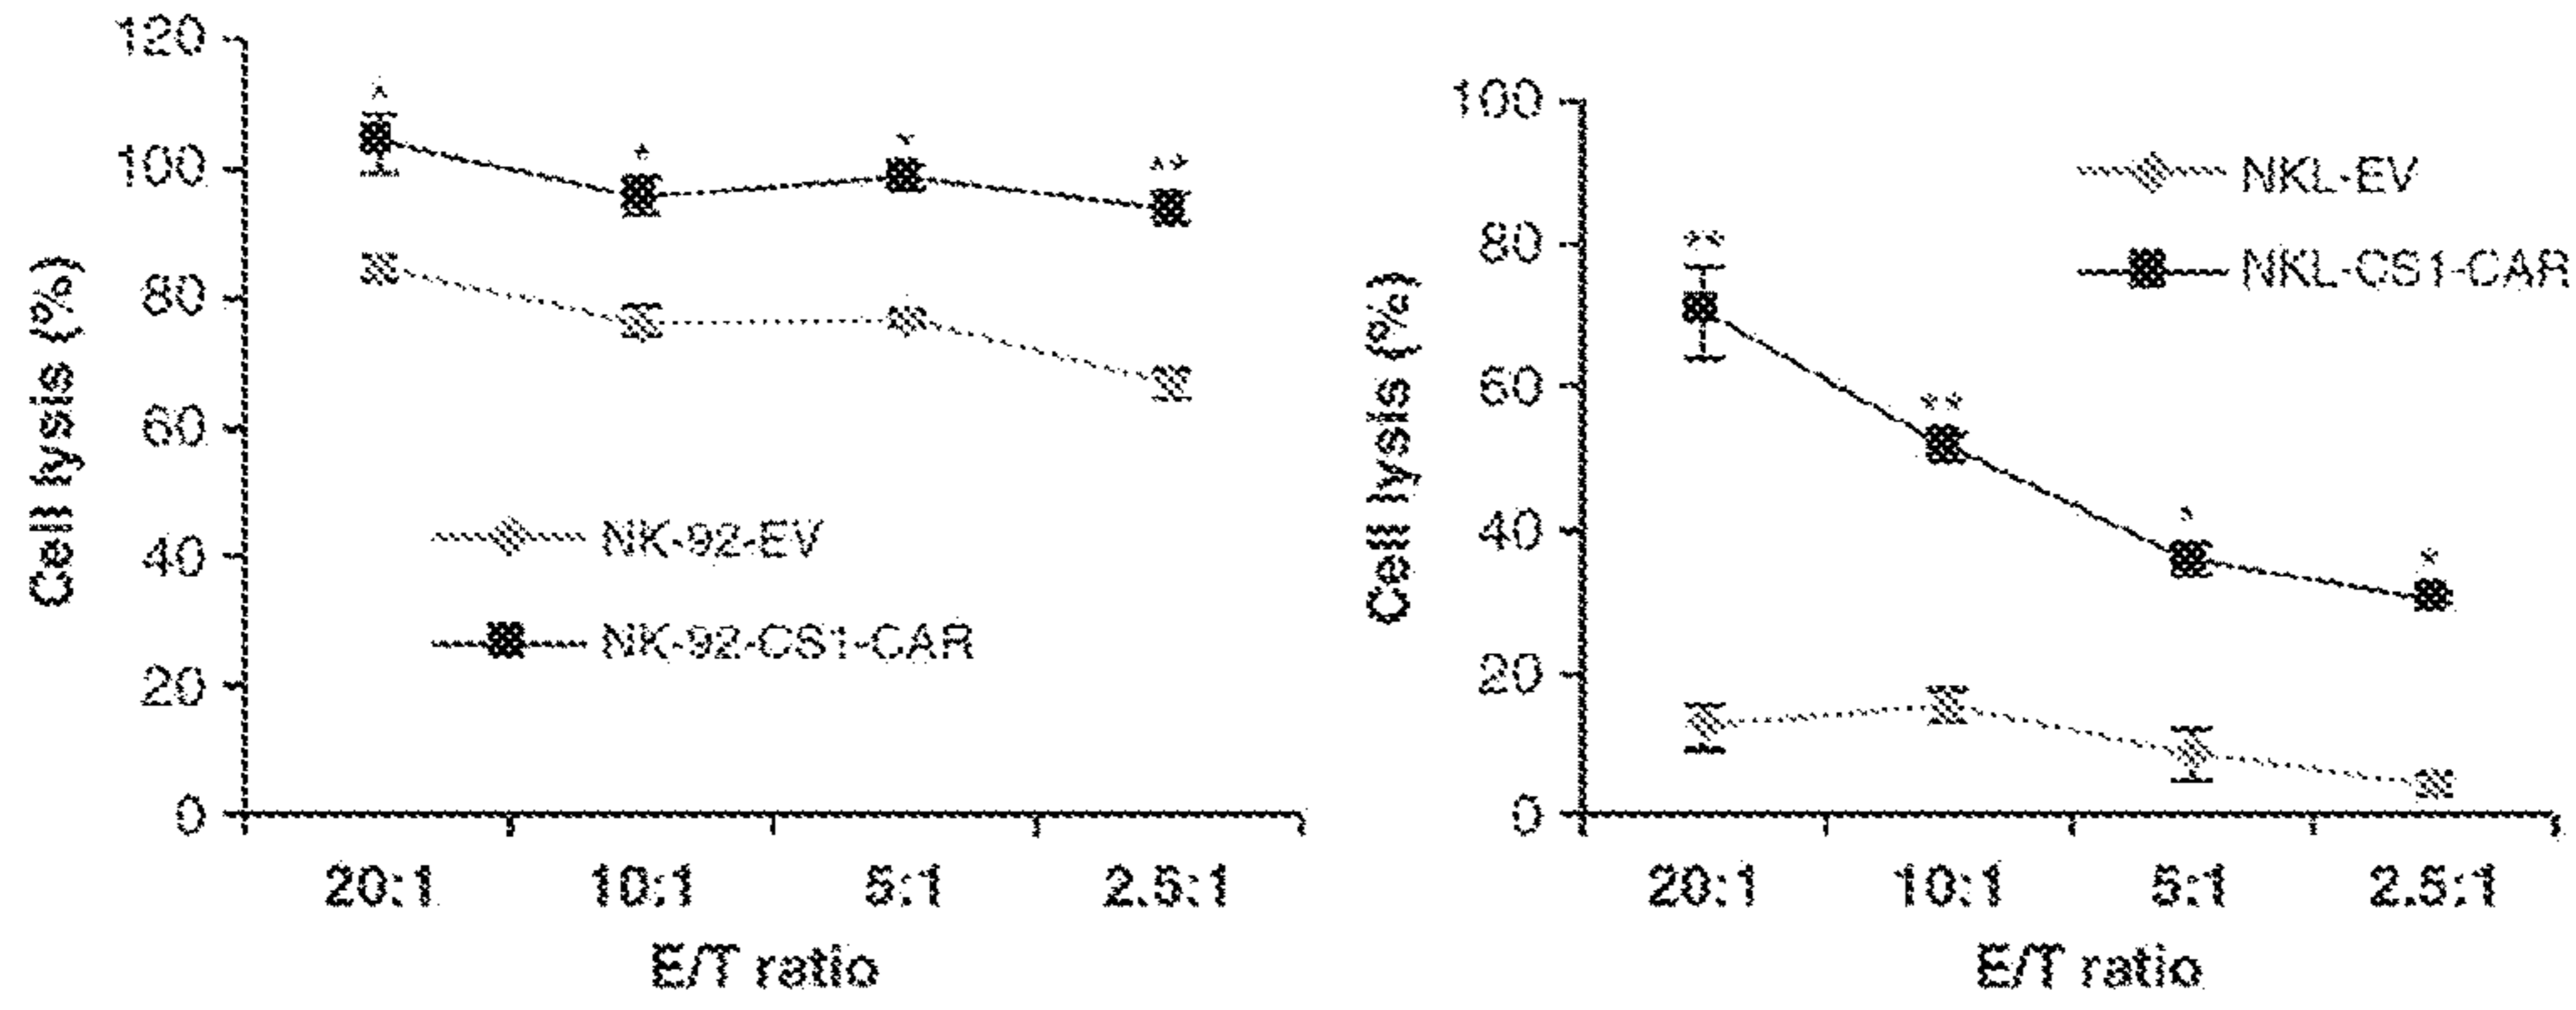 120
100
80
60
40
20
0
Cell lysis (%)
*
*
*
**
NK-92-EV
NK-92-CS1-CAR
20:1 10:1 5:1 2.5:1
E/T ratio
100
80
60
40
20
0
Cell lysis (%)
**
**
*
*
NKL-EV
NKL-CS1-CAR
20:1 10:1 5:1 2.5:1
E/T ratio